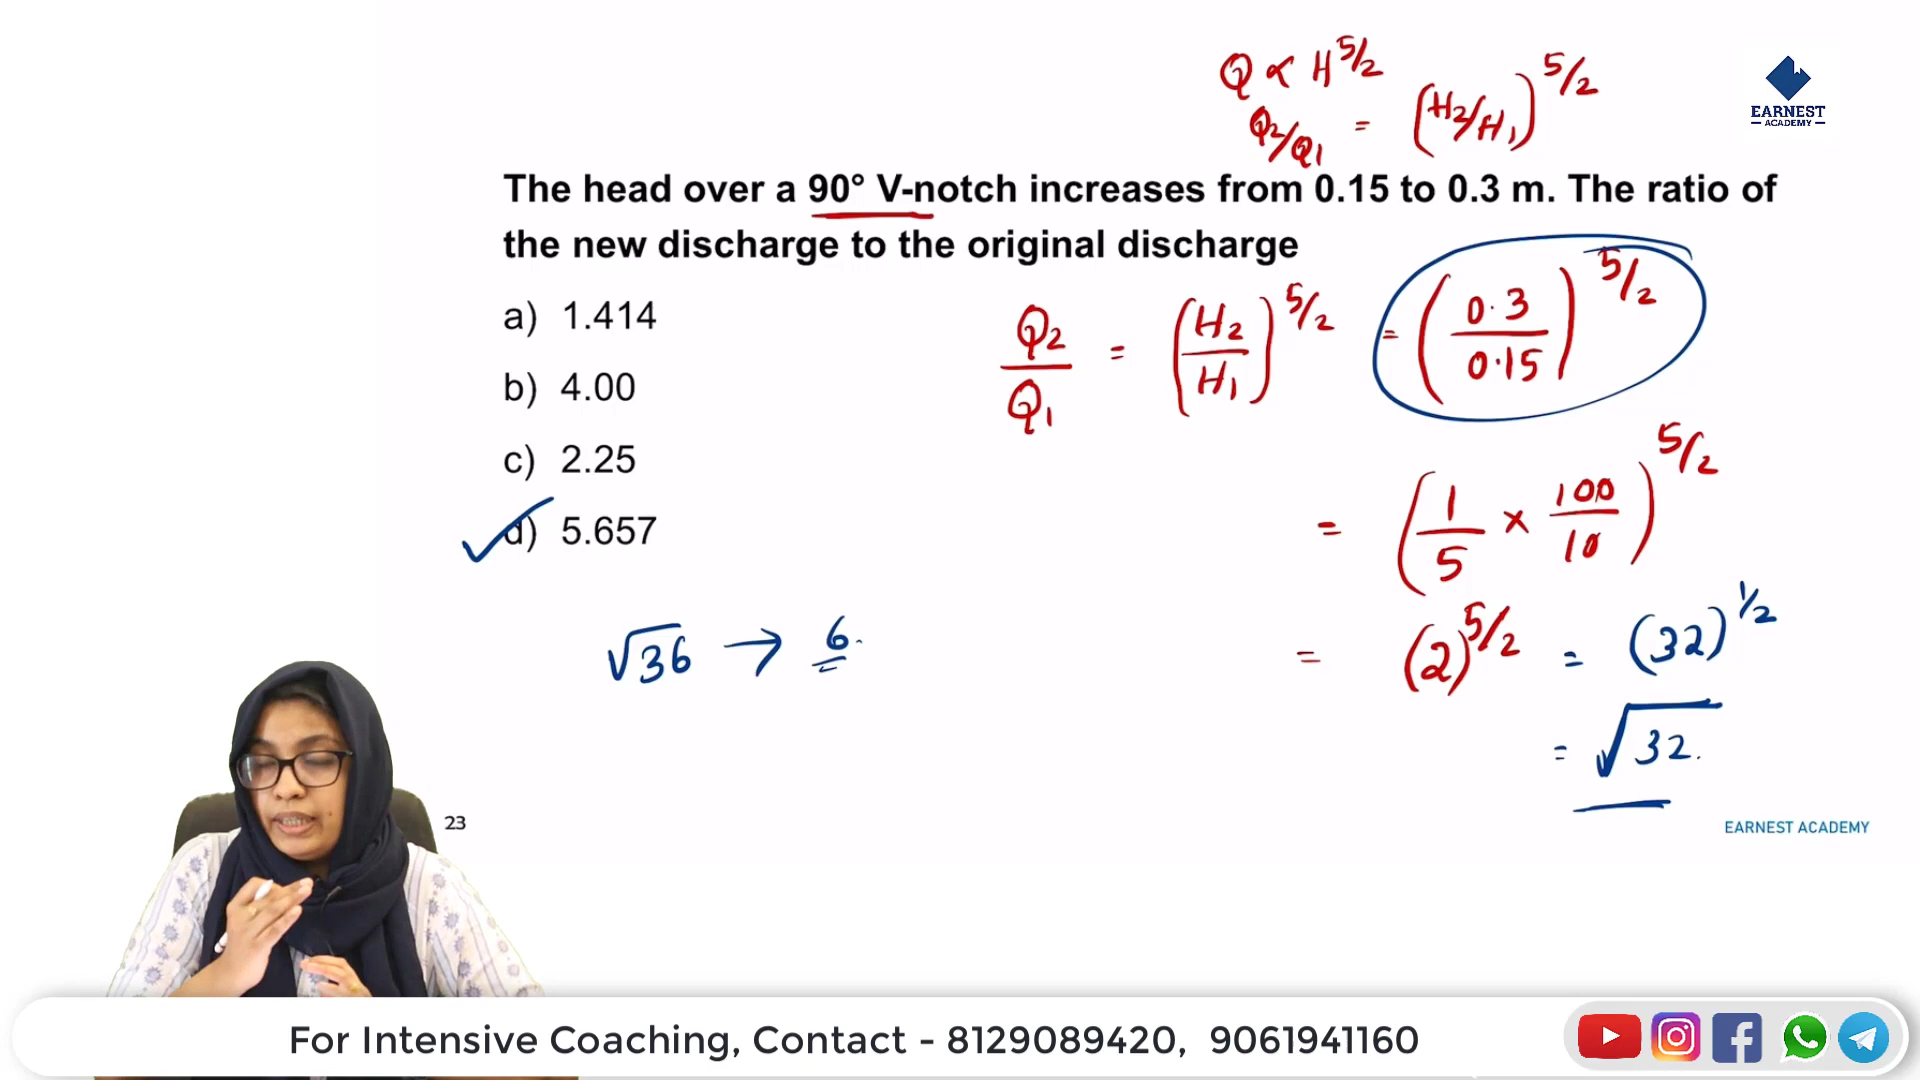 Q ∝ H^5/2
Q2/Q1 = (H2/H1)^5/2
EARNEST
ACADEMY
The head over a 90° V-notch increases from 0.15 to 0.3 m. The ratio of
the new discharge to the original discharge
a) 1.414
b) 4.00
c) 2.25
d) 5.657
Q2/Q1 = (H2/H1)^5/2 = (0.3/0.15)^5/2
= (1/5 × 100/10)^5/2
= (2)^5/2 = (32)^1/2
= √32.
√36 → 6.
23
EARNEST ACADEMY
For Intensive Coaching, Contact - 8129089420, 9061941160